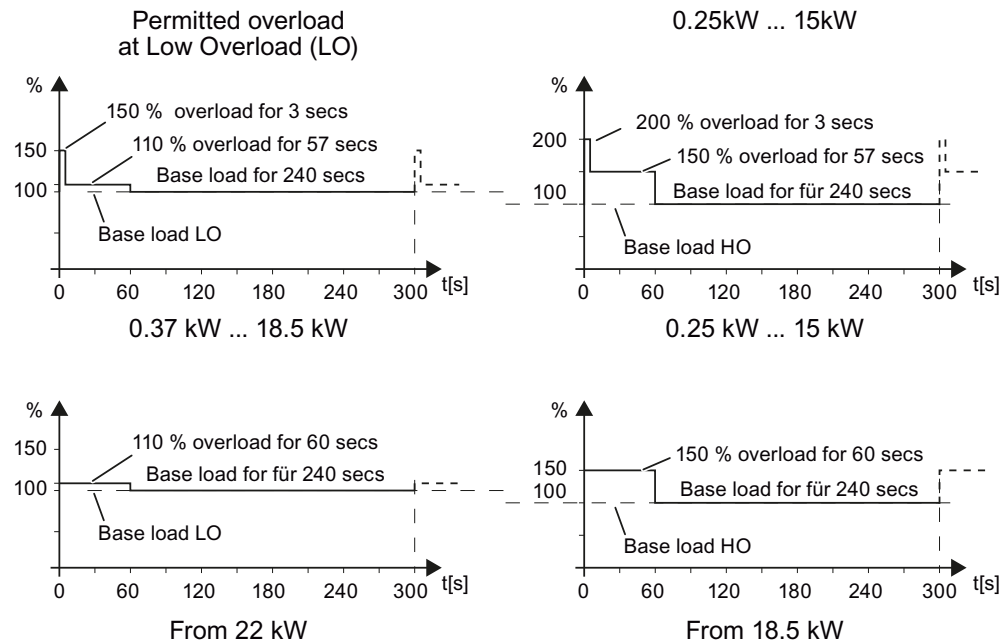 Permitted overload
at Low Overload (LO)
0.25kW ... 15kW
%
150 % overload for 3 secs
110 % overload for 57 secs
150
Base load for 240 secs
100
Base load LO
t[s]
0 60 120 180 240 300
0.37 kW ... 18.5 kW
%
200 % overload for 3 secs
200
150 % overload for 57 secs
100
Base load for für 240 secs
Base load HO
t[s]
0 60 120 180 240 300
0.25 kW ... 15 kW
%
110 % overload for 60 secs
150
Base load for für 240 secs
100
Base load LO
t[s]
0 60 120 180 240 300
From 22 kW
%
150 % overload for 60 secs
150
100
Base load for für 240 secs
Base load HO
t[s]
0 60 120 180 240 300
From 18.5 kW